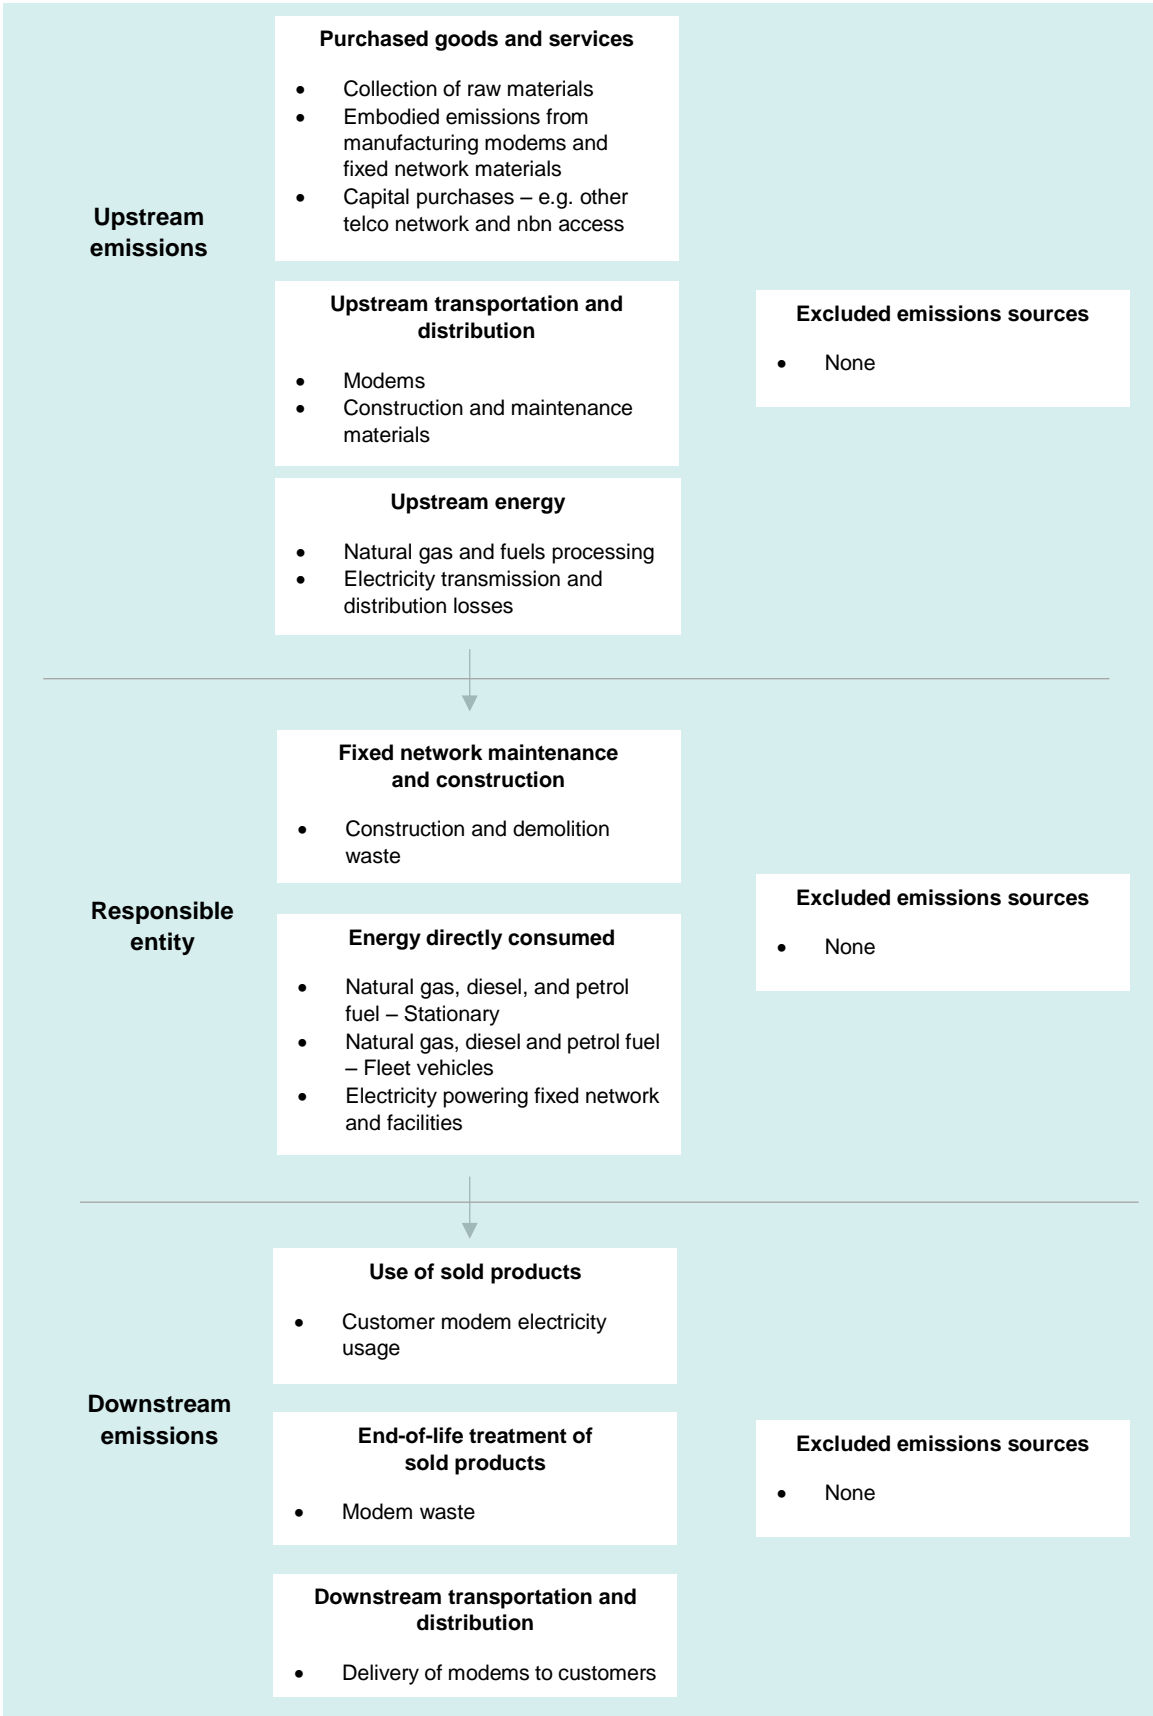 Upstream
emissions
Purchased goods and services
• Collection of raw materials
• Embodied emissions from
manufacturing modems and
fixed network materials
• Capital purchases – e.g. other
telco network and nbn access
Upstream transportation and
distribution
• Modems
• Construction and maintenance
materials
Upstream energy
• Natural gas and fuels processing
• Electricity transmission and
distribution losses
Excluded emissions sources
• None
Responsible
entity
Fixed network maintenance
and construction
• Construction and demolition
waste
Energy directly consumed
• Natural gas, diesel, and petrol
fuel – Stationary
• Natural gas, diesel and petrol fuel
– Fleet vehicles
• Electricity powering fixed network
and facilities
Excluded emissions sources
• None
Downstream
emissions
Use of sold products
• Customer modem electricity
usage
End-of-life treatment of
sold products
• Modem waste
Downstream transportation and
distribution
• Delivery of modems to customers
Excluded emissions sources
• None